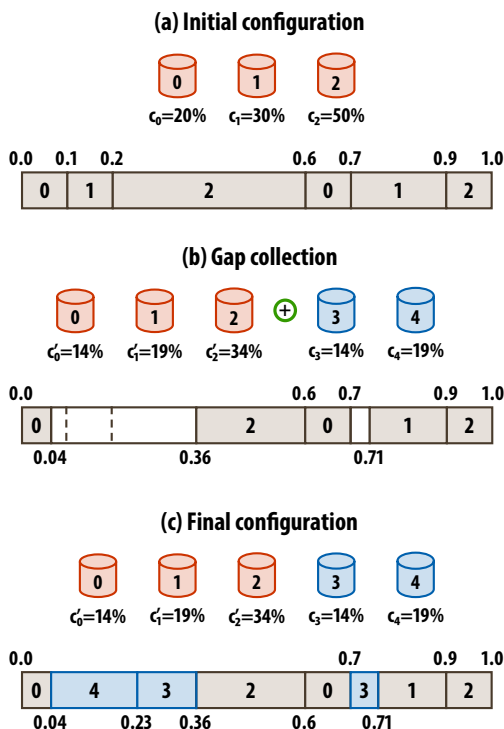 (a) Initial configuration
0 1 2
c₀=20% c₁=30% c₂=50%
0.0 0.1 0.2 0.6 0.7 0.9 1.0
0 1 2 0 1 2
(b) Gap collection
0 1 2 + 3 4
c′₀=14% c′₁=19% c′₂=34% c₃=14% c₄=19%
0.0 0.6 0.7 0.9 1.0
0 2 0 1 2
0.04 0.36 0.71
(c) Final configuration
0 1 2 3 4
c′₀=14% c′₁=19% c′₂=34% c₃=14% c₄=19%
0.0 0.7 0.9 1.0
0 4 3 2 0 3 1 2
0.04 0.23 0.36 0.6 0.71